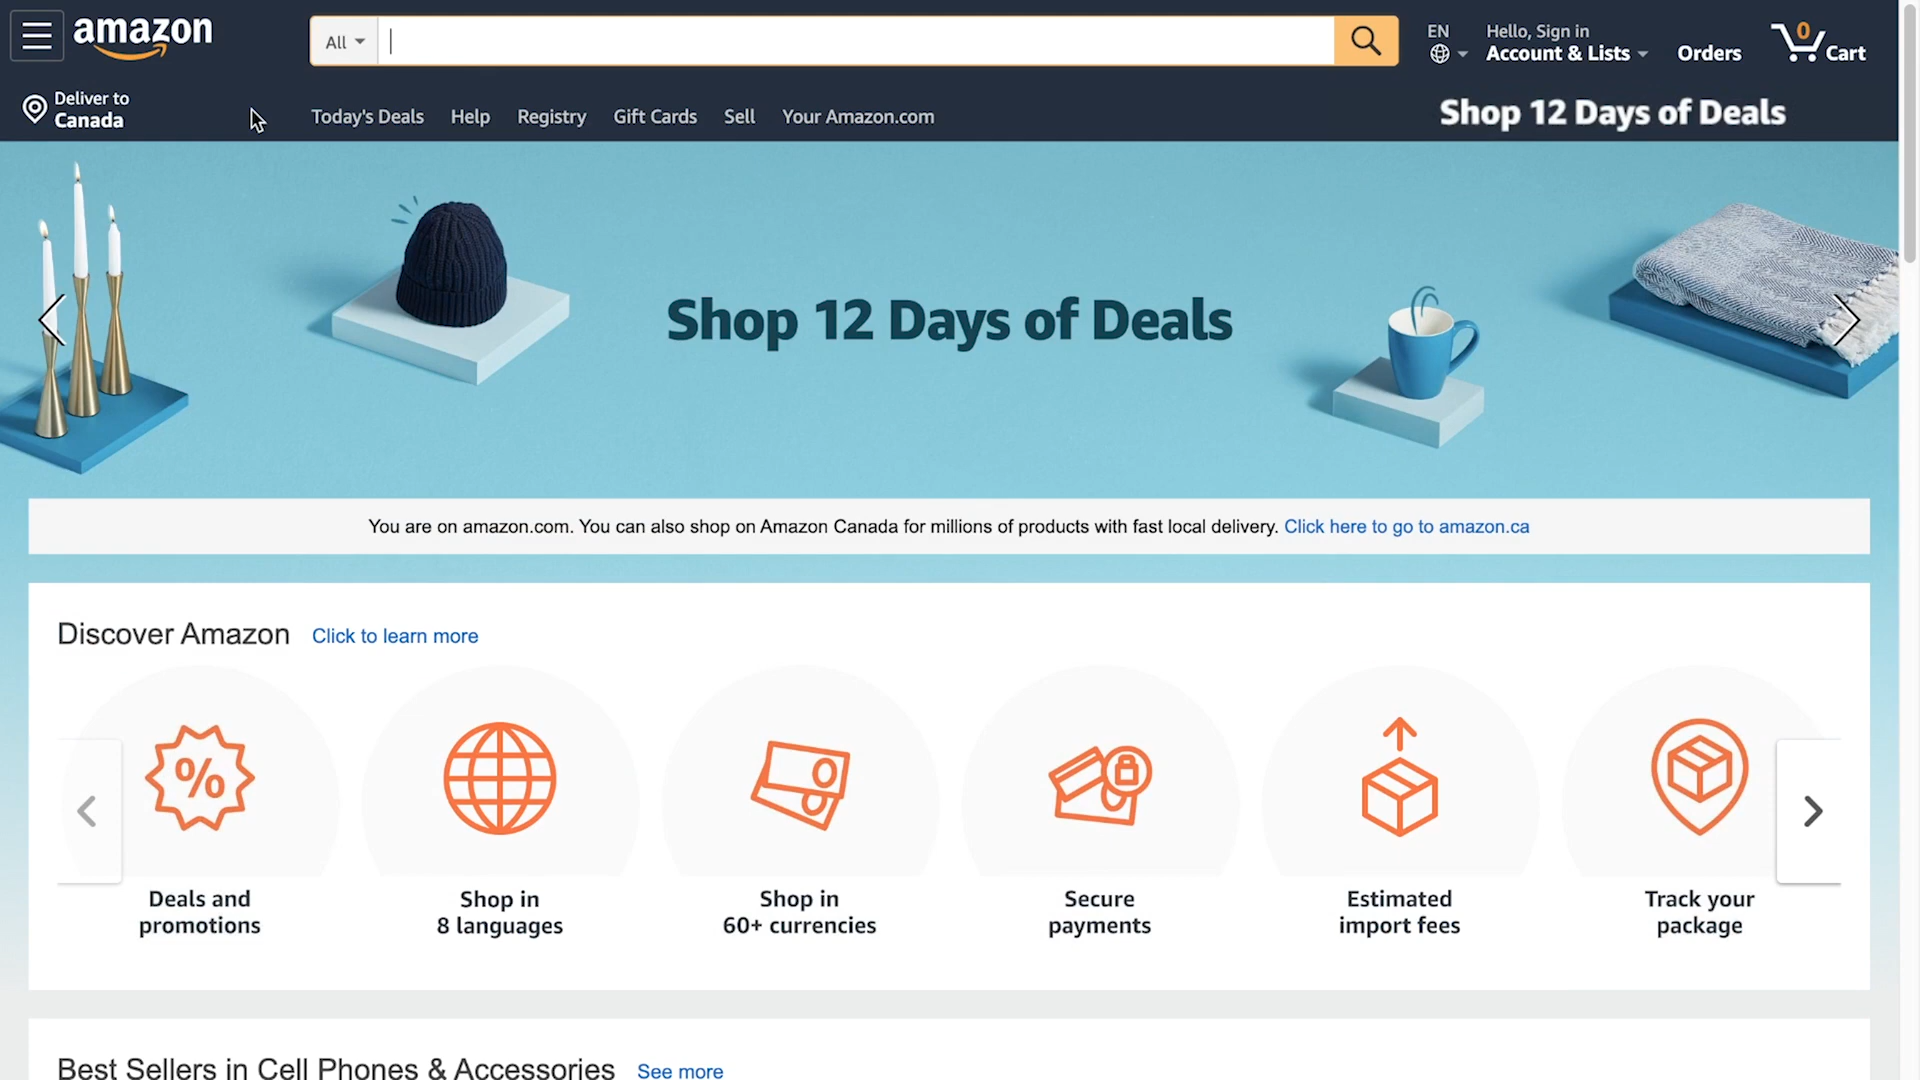 amazon
All
EN
Hello, Sign in
Account & Lists
Orders
0
Cart
Deliver to
Canada
Today's Deals
Help
Registry
Gift Cards
Sell
Your Amazon.com
Shop 12 Days of Deals
Shop 12 Days of Deals
You are on amazon.com. You can also shop on Amazon Canada for millions of products with fast local delivery. Click here to go to amazon.ca
Discover Amazon Click to learn more
%
Deals and
promotions
Shop in
8 languages
Shop in
60+ currencies
Secure
payments
Estimated
import fees
Track your
package
Best Sellers in Cell Phones & Accessories See more